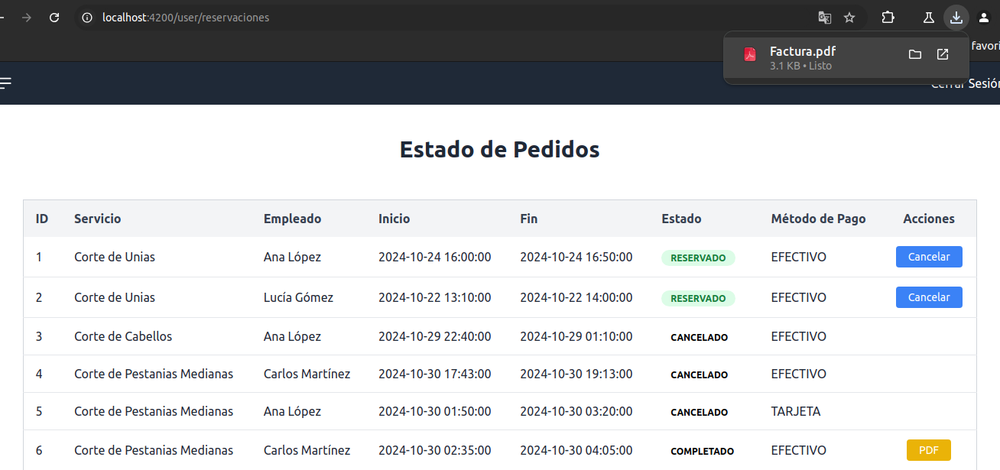 localhost:4200/user/reservaciones
Factura.pdf
3.1 KB • Listo
favori
Cerrar Sesión
Estado de Pedidos
ID Servicio Empleado Inicio Fin Estado Método de Pago Acciones
1 Corte de Unias Ana López 2024-10-24 16:00:00 2024-10-24 16:50:00 RESERVADO EFECTIVO Cancelar
2 Corte de Unias Lucía Gómez 2024-10-22 13:10:00 2024-10-22 14:00:00 RESERVADO EFECTIVO Cancelar
3 Corte de Cabellos Ana López 2024-10-29 22:40:00 2024-10-29 01:10:00 CANCELADO EFECTIVO
4 Corte de Pestanias Medianas Carlos Martínez 2024-10-30 17:43:00 2024-10-30 19:13:00 CANCELADO EFECTIVO
5 Corte de Pestanias Medianas Ana López 2024-10-30 01:50:00 2024-10-30 03:20:00 CANCELADO TARJETA
6 Corte de Pestanias Medianas Carlos Martínez 2024-10-30 02:35:00 2024-10-30 04:05:00 COMPLETADO EFECTIVO PDF